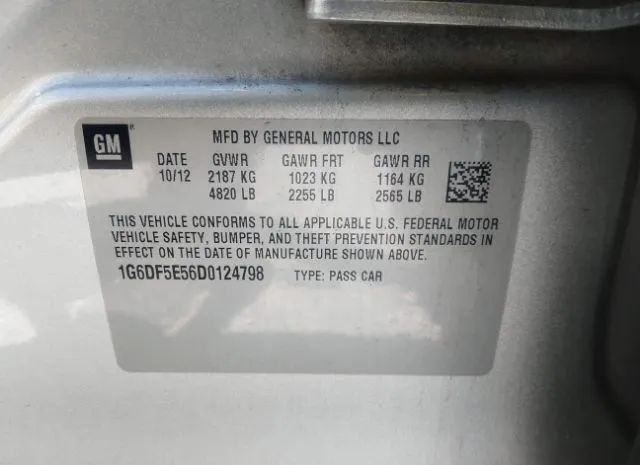 GM
MFD BY GENERAL MOTORS LLC
DATE GVWR GAWR FRT GAWR RR
10/12 2187 KG 1023 KG 1164 KG
4820 LB 2255 LB 2565 LB
THIS VEHICLE CONFORMS TO ALL APPLICABLE U.S. FEDERAL MOTOR
VEHICLE SAFETY, BUMPER, AND THEFT PREVENTION STANDARDS IN
EFFECT ON THE DATE OF MANUFACTURE SHOWN ABOVE.
1G6DF5E56D0124798 TYPE: PASS CAR